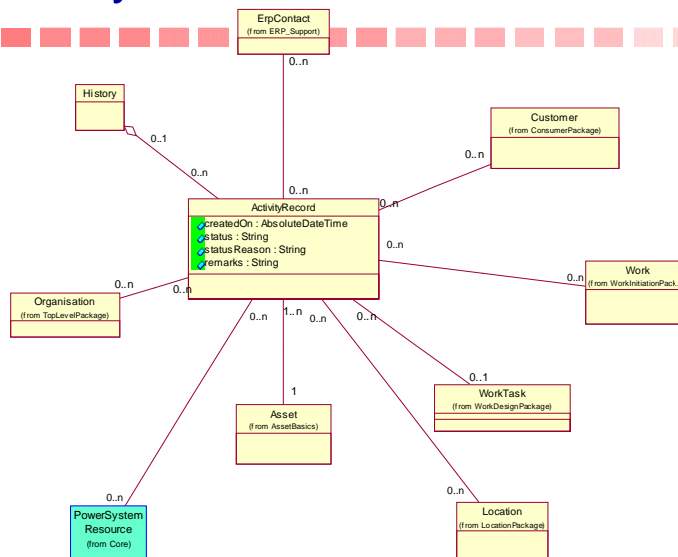 ErpContact
(from ERP_Support)
0..n
History
0..1
0..n
Customer
(from ConsumerPackage)
0..n
0..n
0..n
ActivityRecord
createdOn : AbsoluteDateTime
status : String
statusReason : String
remarks : String
0..n
0..n
Work
(from WorkInitiationPack..
Organisation
(from TopLevelPackage)
0..n
0..n
0..n
1..n
0..n
0..n
1
0..1
Asset
(from AssetBasics)
WorkTask
(from WorkDesignPackage)
0..n
0..n
PowerSystem
Resource
(from Core)
Location
(from LocationPackage)